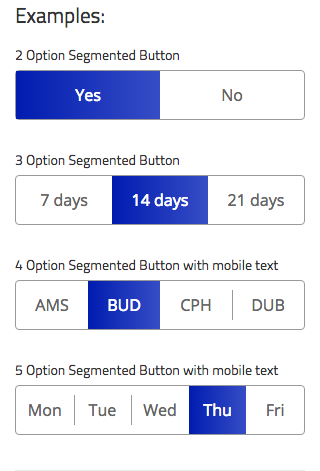 Examples:
2 Option Segmented Button
Yes No
3 Option Segmented Button
7 days 14 days 21 days
4 Option Segmented Button with mobile text
AMS BUD CPH DUB
5 Option Segmented Button with mobile text
Mon Tue Wed Thu Fri